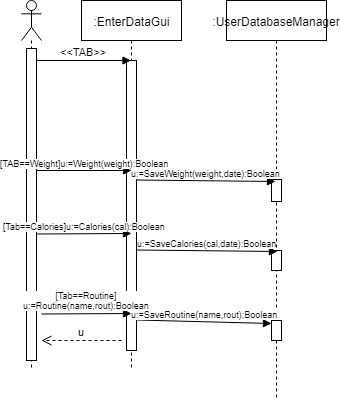 :EnterDataGui
:UserDatabaseManager
<<TAB>>
[TAB==Weight]u:=Weight(weight):Boolean
u:=SaveWeight(weight,date):Boolean
[Tab==Calories]u:=Calories(cal):Boolean
u:=SaveCalories(cal,date):Boolean
[Tab==Routine]
u:=Routine(name,rout):Boolean
u:=SaveRoutine(name,rout):Boolean
u